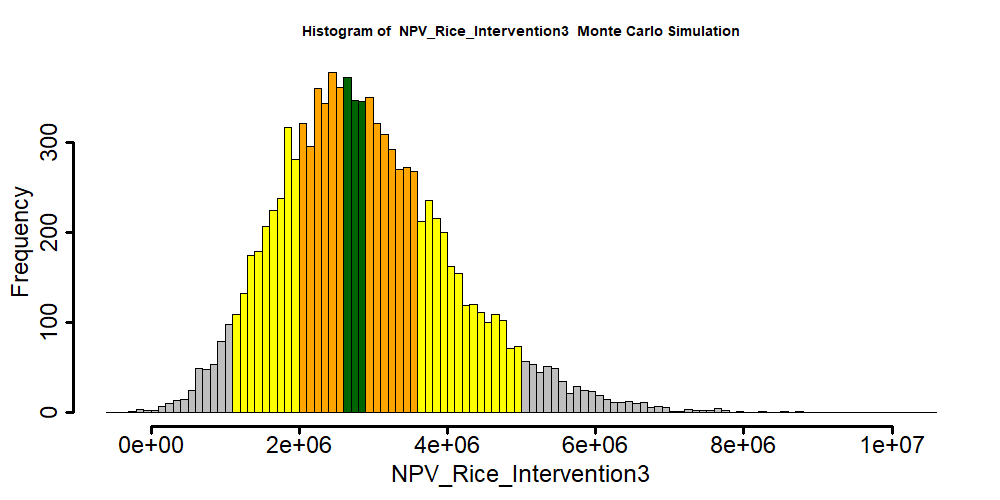 Histogram of NPV_Rice_Intervention3 Monte Carlo Simulation
Frequency
300
200
100
0
0e+00 2e+06 4e+06 6e+06 8e+06 1e+07
NPV_Rice_Intervention3